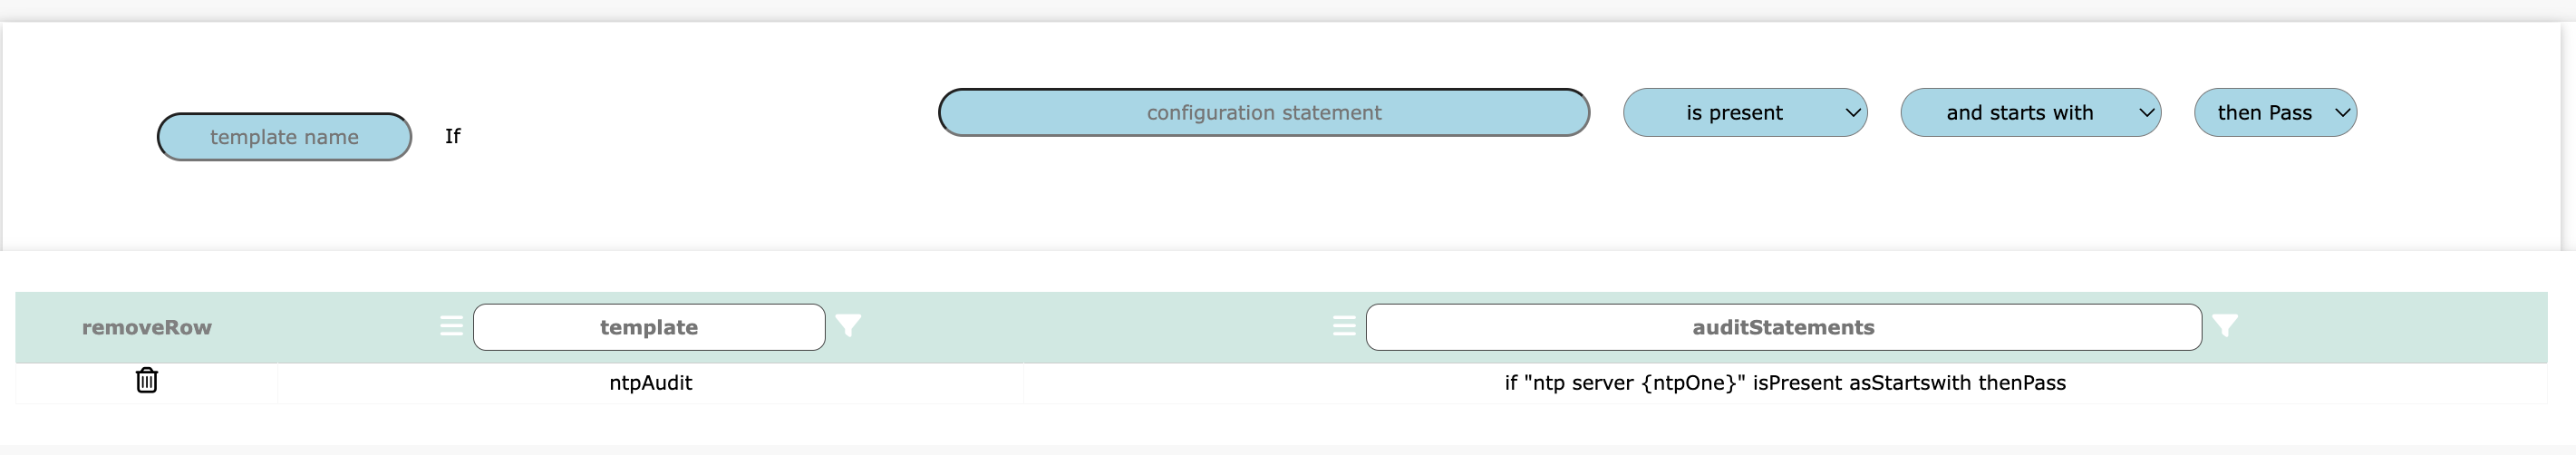 template name If configuration statement is present and starts with then Pass
removeRow template auditStatements
ntpAudit if "ntp server {ntpOne}" isPresent asStartswith thenPass